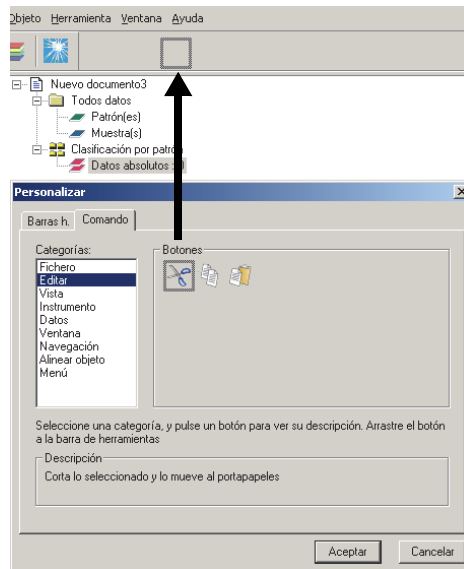 Objeto Herramienta Ventana Ayuda
Nuevo documento3
Todos datos
Patrón(es)
Muestra(s)
Clasificación por patrón
Datos absolutos
Personalizar
Barras h. Comando
Categorías:
Botones
Fichero
Editar
Vista
Instrumento
Datos
Ventana
Navegación
Alinear objeto
Menú
Seleccione una categoría, y pulse un botón para ver su descripción. Arrastre el botón
a la barra de herramientas
Descripción
Corta lo seleccionado y lo mueve al portapapeles
Aceptar Cancelar